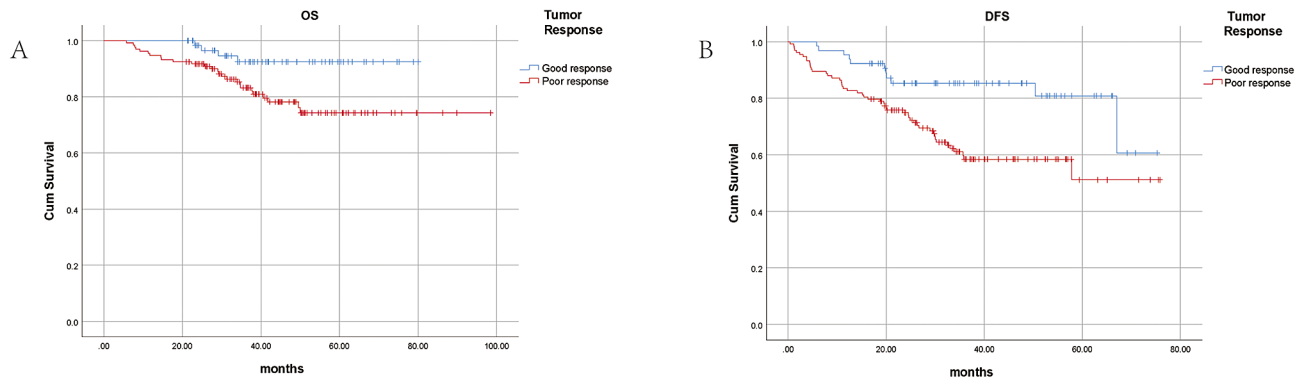 A
OS
Tumor
Response
Good response
Poor response
Cum Survival
1.0
0.8
0.6
0.4
0.2
0.0
.00
20.00
40.00
60.00
80.00
100.00
months
B
DFS
Tumor
Response
Good response
Poor response
Cum Survival
1.0
0.8
0.6
0.4
0.2
0.0
.00
20.00
40.00
60.00
80.00
months